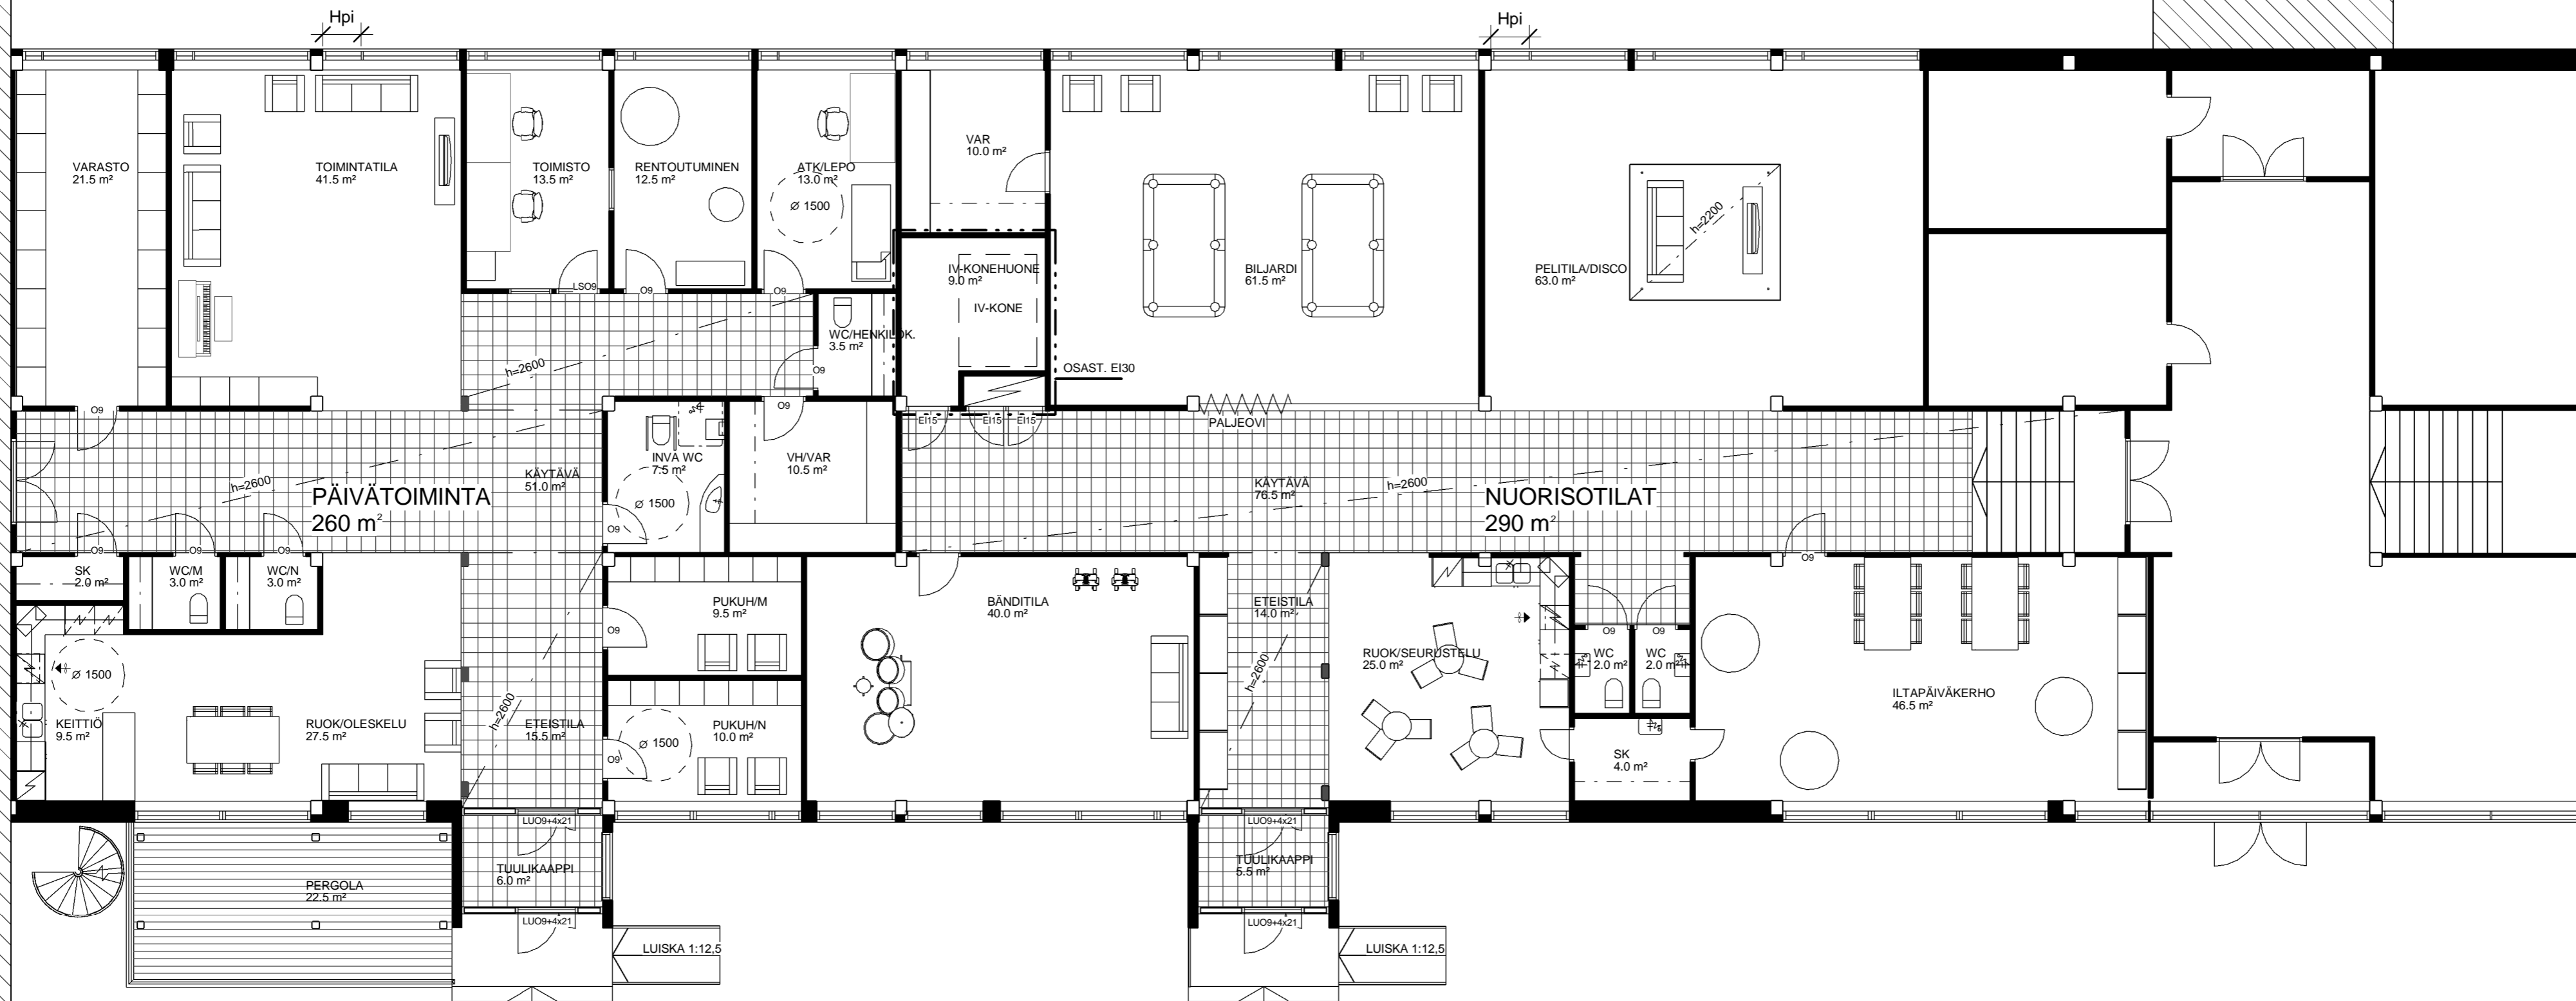 Hpi
Hpi
VARASTO
21.5 m²
TOIMINTATILA
41.5 m²
TOIMISTO
13.5 m²
RENTOUTUMINEN
12.5 m²
ATK/LEPO
13.0 m²
Ø 1500
VAR
10.0 m²
IV-KONEHUONE
9.0 m²
IV-KONE
BILJARDI
61.5 m²
PELITILA/DISCO
63.0 m²
h=2200
LSO9
O9
O9
WC/HENKILÖK.
3.5 m²
h=2600
O9
OSAST. EI30
O9
O9
EI15
EI15
EI15
PALJEOVI
INVA WC
7.5 m²
Ø 1500
O9
VH/VAR
10.5 m²
KÄYTÄVÄ
51.0 m²
h=2600
PÄIVÄTOIMINTA
260 m²
KÄYTÄVÄ
76.5 m²
h=2600
NUORISOTILAT
290 m²
O9
O9
O9
O9
SK
2.0 m²
WC/M
3.0 m²
WC/N
3.0 m²
PUKUH/M
9.5 m²
O9
BÄNDITILA
40.0 m²
ETEISTILA
14.0 m²
h=2600
RUOK/SEURUSTELU
25.0 m²
O9
O9
WC
2.0 m²
WC
2.0 m²
ILTAPÄIVÄKERHO
46.5 m²
Ø 1500
KEITTIÖ
9.5 m²
RUOK/OLESKELU
27.5 m²
h=2600
ETEISTILA
15.5 m²
PUKUH/N
10.0 m²
Ø 1500
O9
SK
4.0 m²
LUO9+4x21
LUO9+4x21
TUULIKAAPPI
6.0 m²
TUULIKAAPPI
5.5 m²
PERGOLA
22.5 m²
LUO9+4x21
LUO9+4x21
LUISKA 1:12,5
LUISKA 1:12,5